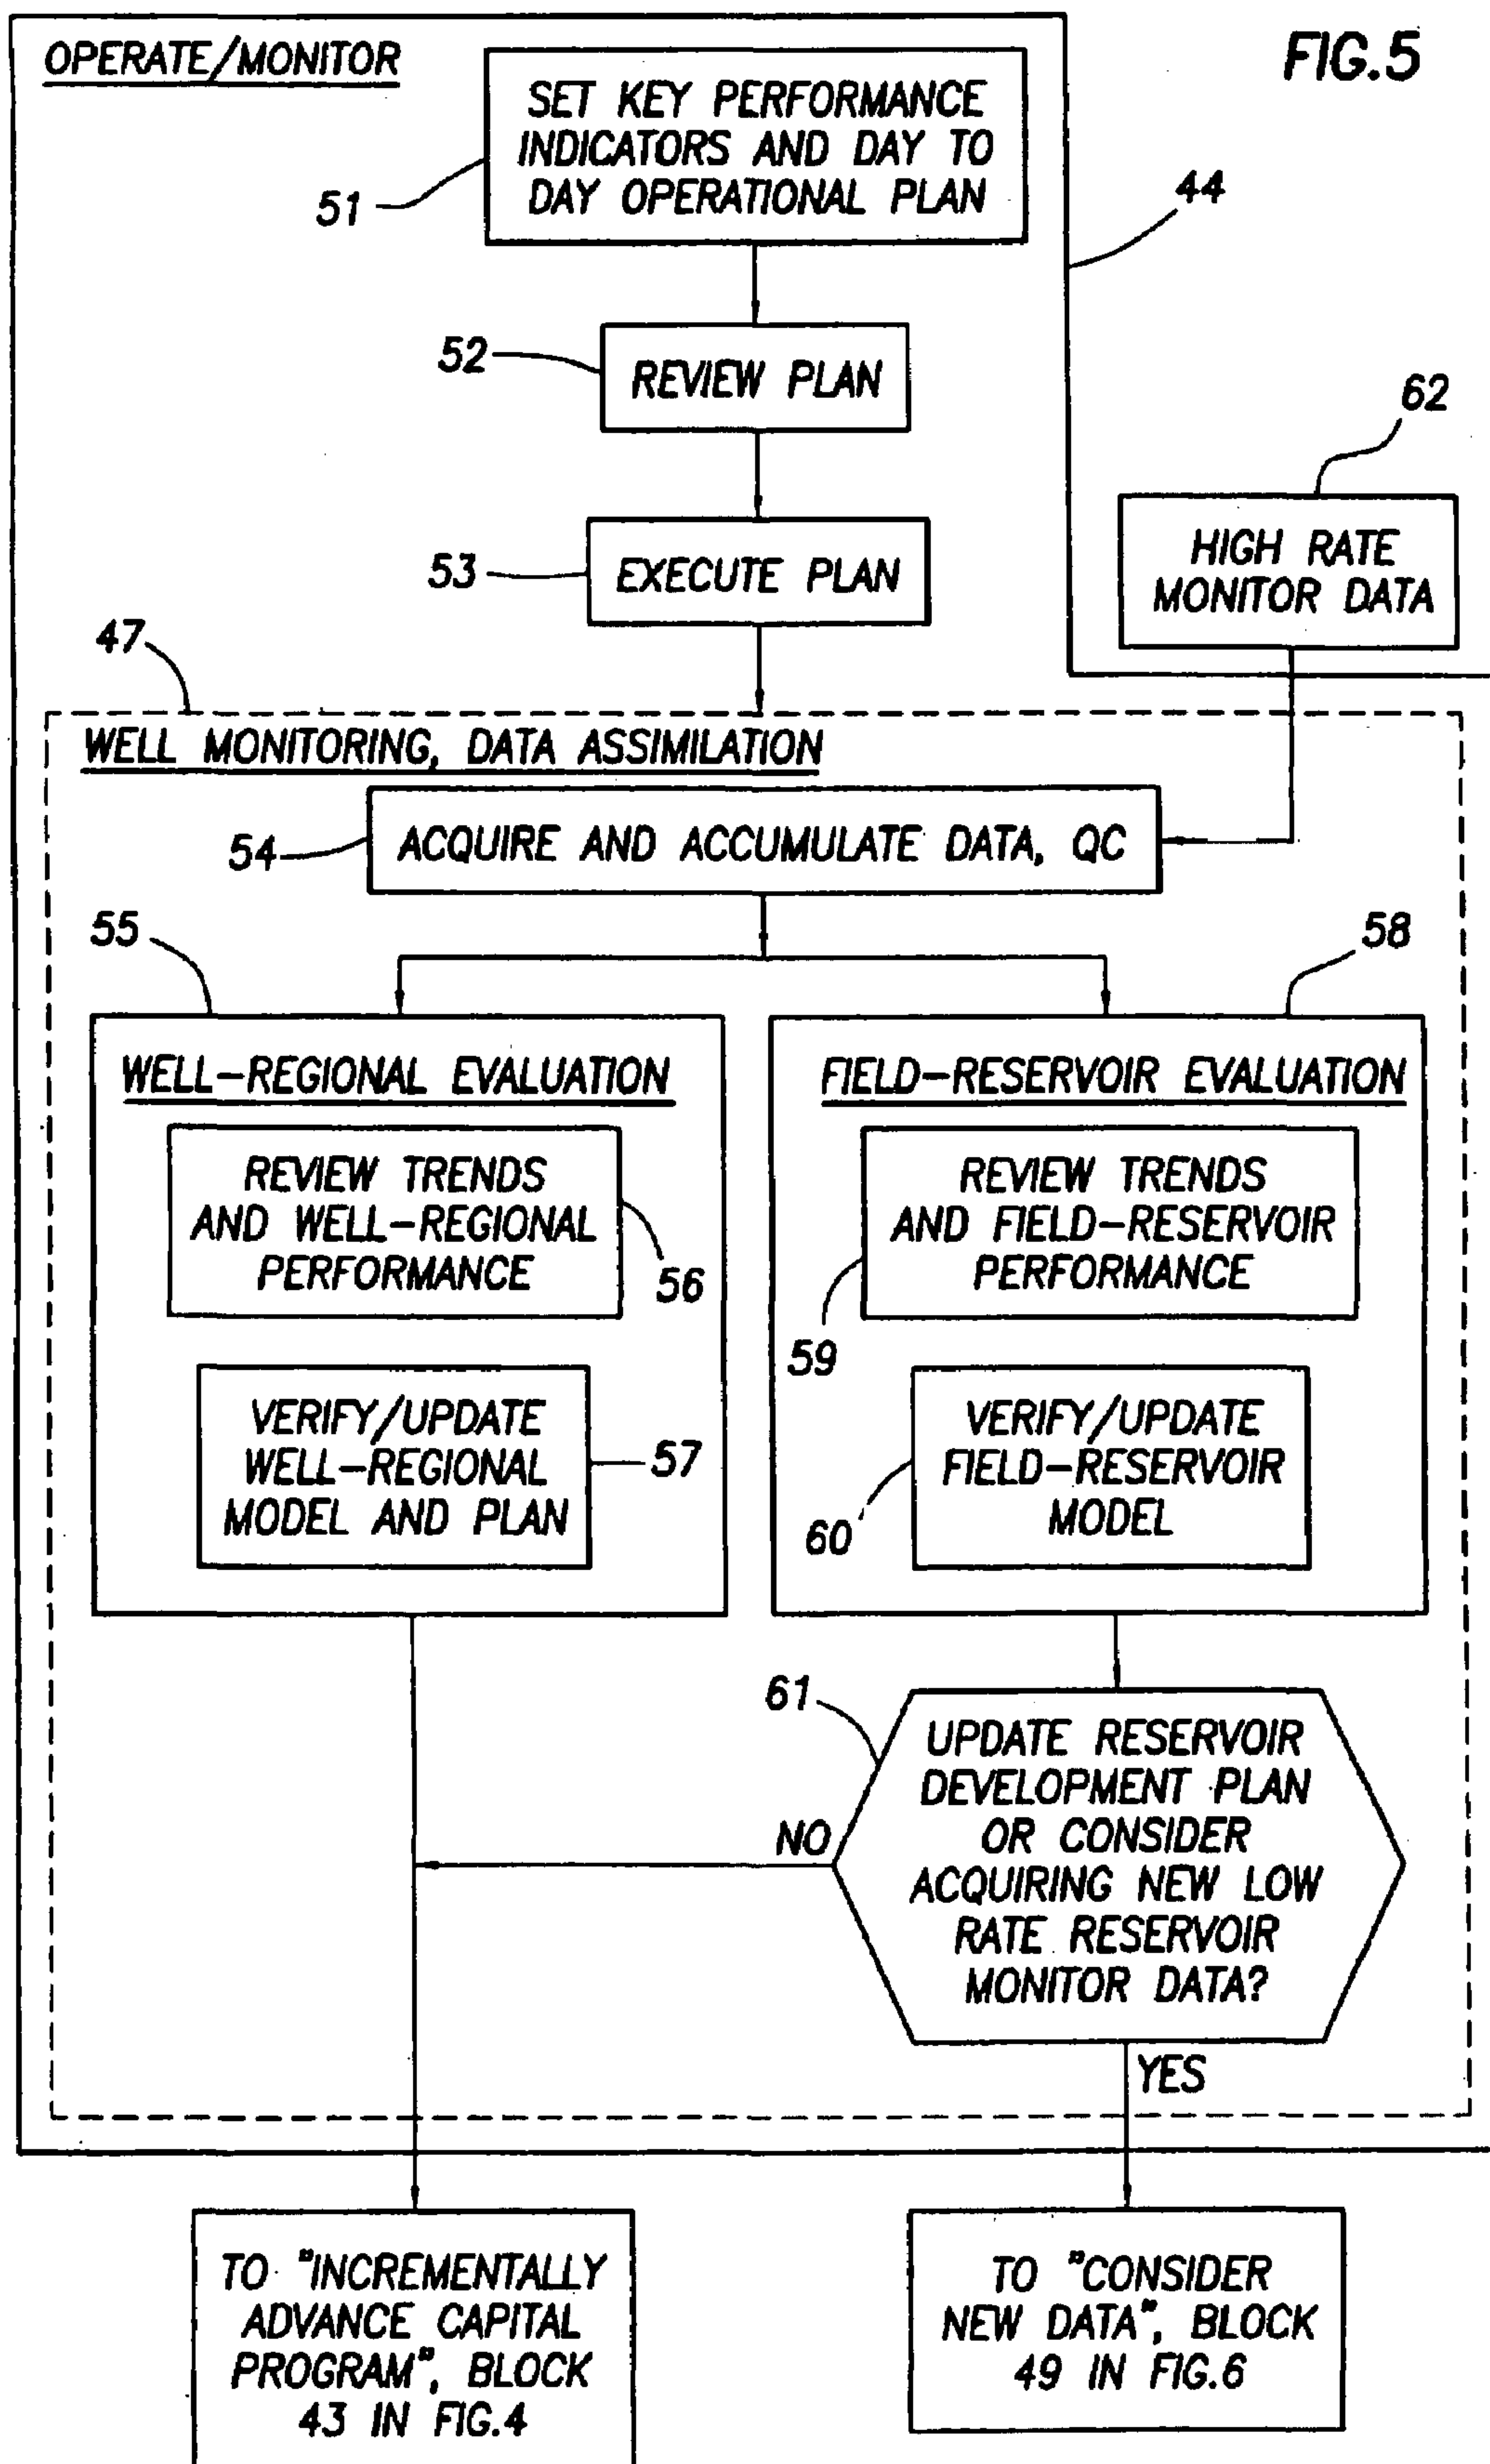 OPERATE/MONITOR
FIG.5
SET KEY PERFORMANCE
INDICATORS AND DAY TO
DAY OPERATIONAL PLAN
51
44
52
REVIEW PLAN
62
HIGH RATE
MONITOR DATA
53
EXECUTE PLAN
47
WELL MONITORING, DATA ASSIMILATION
54
ACQUIRE AND ACCUMULATE DATA, QC
55
58
WELL-REGIONAL EVALUATION
REVIEW TRENDS
AND WELL-REGIONAL
PERFORMANCE
56
VERIFY/UPDATE
WELL-REGIONAL
MODEL AND PLAN
57
FIELD-RESERVOIR EVALUATION
REVIEW TRENDS
AND FIELD-RESERVOIR
PERFORMANCE
59
VERIFY/UPDATE
FIELD-RESERVOIR
MODEL
60
61
UPDATE RESERVOIR
DEVELOPMENT PLAN
OR CONSIDER
ACQUIRING NEW LOW
RATE RESERVOIR
MONITOR DATA?
NO
YES
TO "INCREMENTALLY
ADVANCE CAPITAL
PROGRAM", BLOCK
43 IN FIG.4
TO "CONSIDER
NEW DATA", BLOCK
49 IN FIG.6